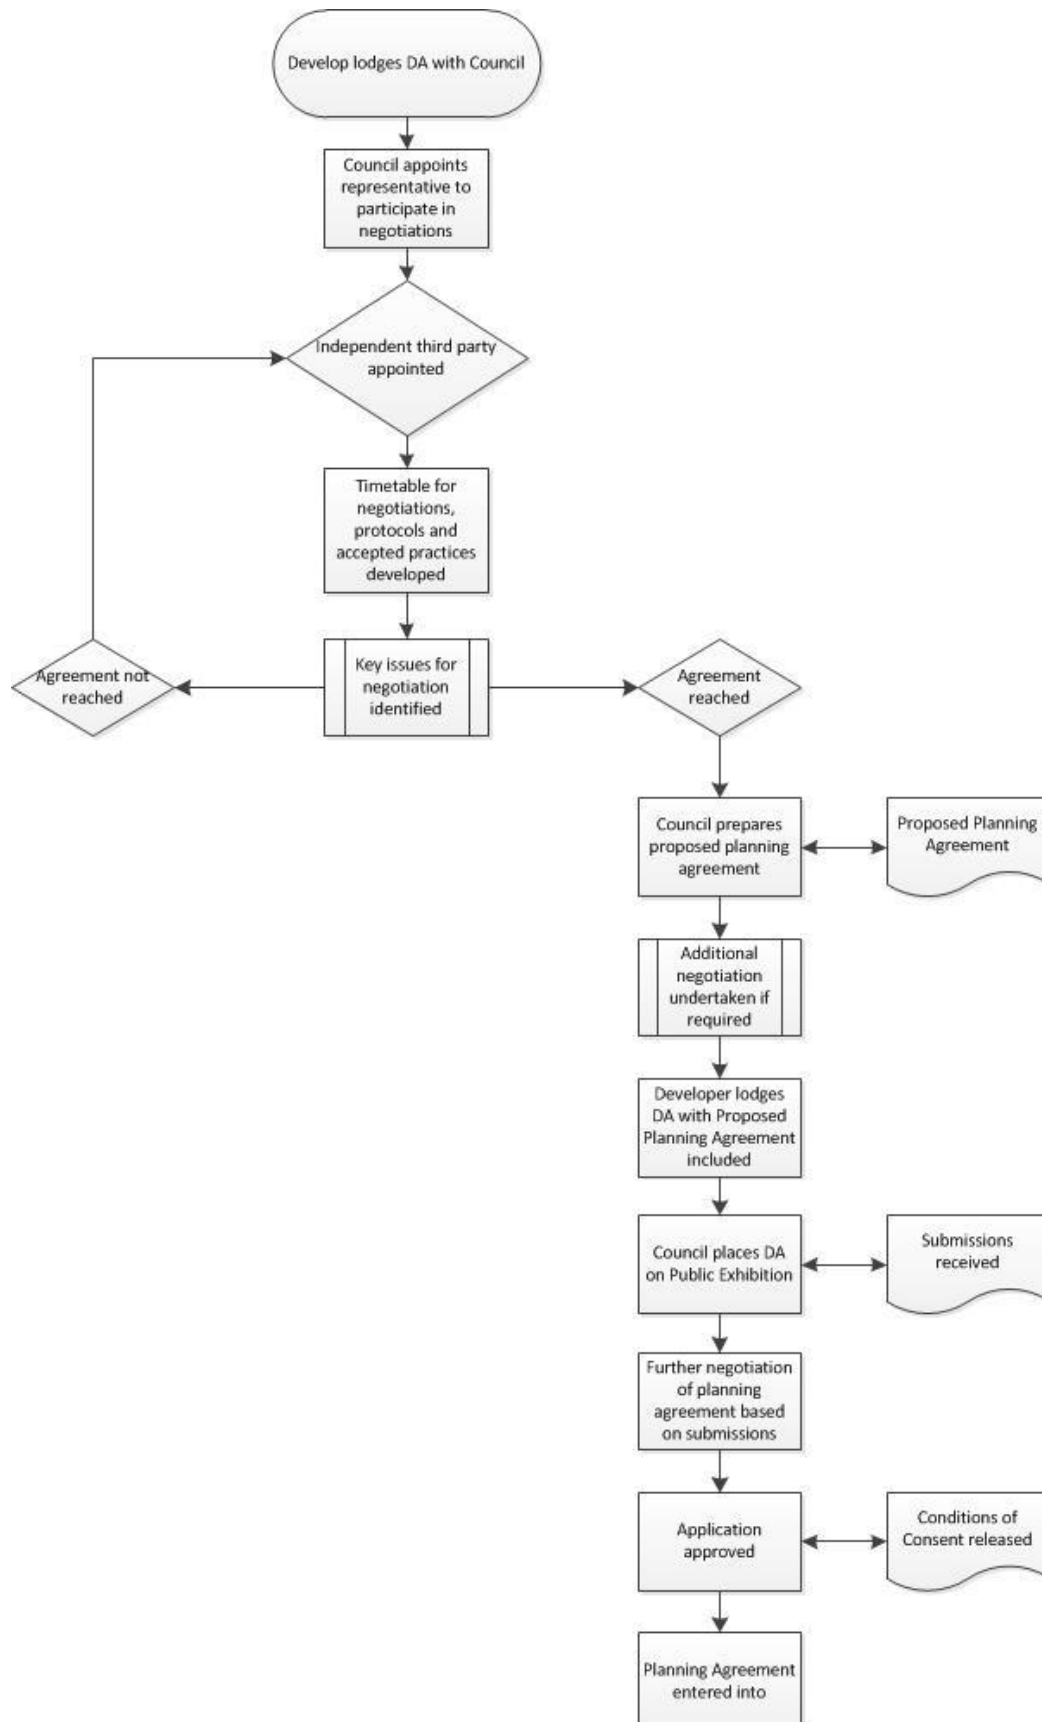 Develop lodges DA with Council
Council appoints
representative to
participate in
negotiations
Independent third party
appointed
Timetable for
negotiations,
protocols and
accepted practices
developed
Agreement not
reached
Key issues for
negotiation
identified
Agreement
reached
Council prepares
proposed planning
agreement
Proposed Planning
Agreement
Additional
negotiation
undertaken if
required
Developer lodges
DA with Proposed
Planning Agreement
included
Council places DA
on Public Exhibition
Submissions
received
Further negotiation
of planning
agreement based
on submissions
Application
approved
Conditions of
Consent released
Planning Agreement
entered into